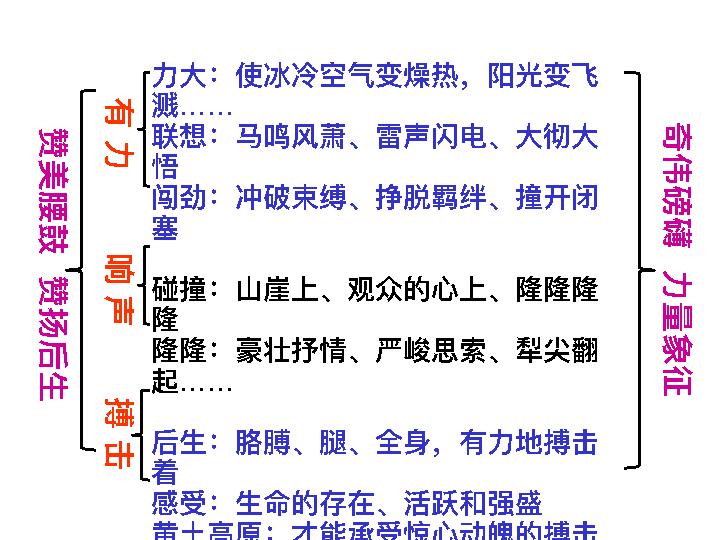 赞美腰鼓 赞扬后生
有力
力大：使冰冷空气变燥热，阳光变飞
溅……
联想：马鸣风萧、雷声闪电、大彻大
悟
闯劲：冲破束缚、挣脱羁绊、撞开闭
塞
响声
碰撞：山崖上、观众的心上、隆隆隆
隆
隆隆：豪壮抒情、严峻思索、犁尖翻
起……
搏击
后生：胳膊、腿、全身，有力地搏击
着
感受：生命的存在、活跃和强盛
黄土高原：才能承受惊心动魄的搏击
奇伟磅礴 力量象征